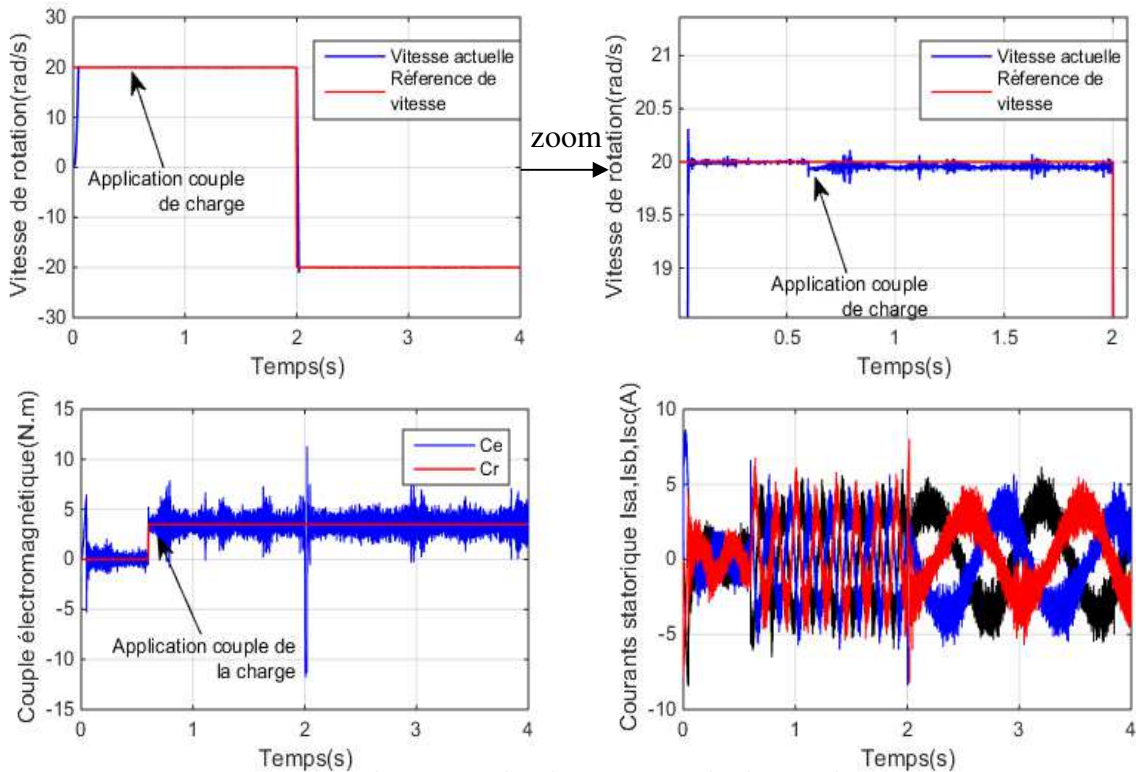 30
20
10
0
-10
-20
-30
0
1
2
3
4
Vitesse de rotation(rad/s)
Temps(s)
Vitesse actuelle
Rèference de
vitesse
Application couple
de charge
zoom
21
20.5
20
19.5
19
0.5
1
1.5
2
Vitesse de rotation(rad/s)
Temps(s)
Vitesse actuelle
Rèference de
vitesse
Application couple
de charge
15
10
5
0
-5
-10
-15
0
1
2
3
4
Couple électromagnétique(N.m)
Temps(s)
Ce
Cr
Application couple de
la charge
10
5
0
-5
-10
0
1
2
3
4
Courants statorique Isa,Isb,Isc(A)
Temps(s)